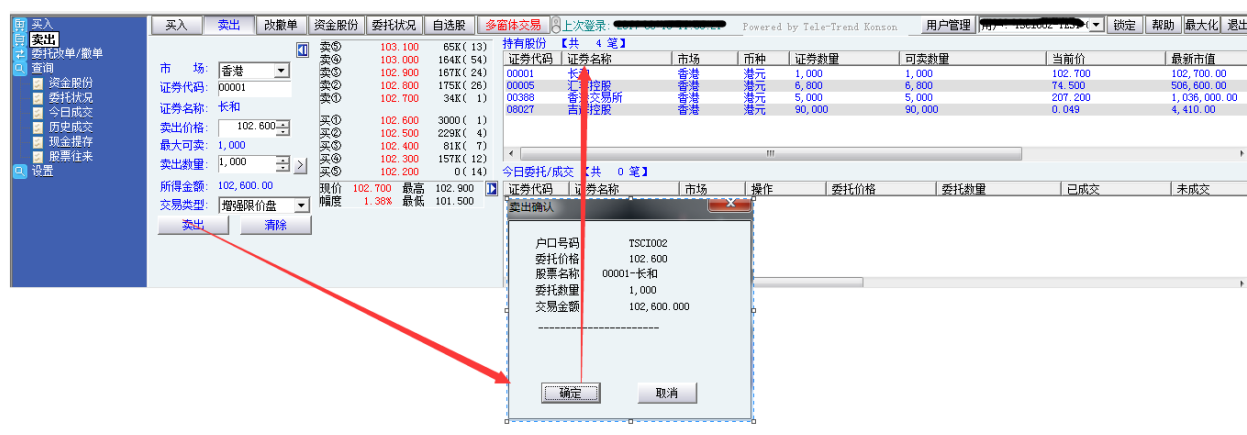 买入 卖出 改撤单 资金股份 委托状况 自选股 多窗体交易 上次登录: Powered by Tele-Trend Konson 用户管理 锁定 帮助 最大化 退出
买入
卖出
委托改单/撤单
查询
资金股份
委托状况
今日成交
历史成交
现金提存
股票往来
设置
市 场: 香港
证券代码: 00001
证券名称: 长和
卖出价格: 102.600
最大可卖: 1,000
卖出数量: 1,000
所得金额: 102,600.00
交易类型: 增强限价盘
卖出 清除
卖⑤ 103.100 65K( 13)
卖④ 103.000 164K( 54)
卖③ 102.900 167K( 24)
卖② 102.800 175K( 26)
卖① 102.700 34K( 1)
买① 102.600 3000( 1)
买② 102.500 229K( 4)
买③ 102.400 81K( 7)
买④ 102.300 157K( 12)
买⑤ 102.200 0( 14)
现价 102.700 最高 102.900
幅度 1.38% 最低 101.500
持有股份 【共 4 笔】
证券代码 证券名称 市场 币种 证券数量 可卖数量 当前价 最新市值
00001 长和 香港 港元 1,000 1,000 102.700 102,700.00
00005 汇丰控股 香港 港元 6,800 6,800 74.500 506,600.00
00388 香港交易所 香港 港元 5,000 5,000 207.200 1,036,000.00
08027 吉辉控股 香港 港元 90,000 90,000 0.049 4,410.00
今日委托/成交 【共 0 笔】
证券代码 证券名称 市场 操作 委托价格 委托数量 已成交 未成交
卖出确认
户口号码 TSCI002
委托价格 102.600
股票名称 00001-长和
委托数量 1,000
交易金额 102,600.000
-----------------------
确定 取消